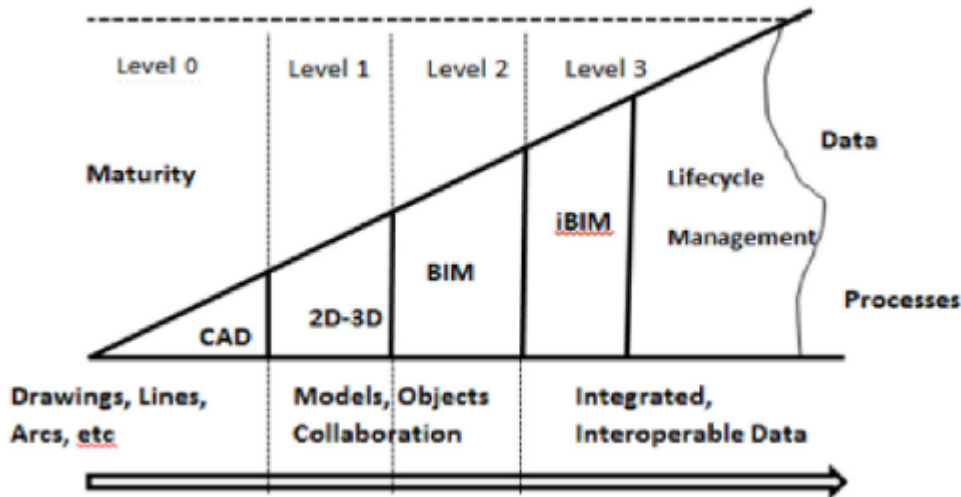 Level 0
Level 1
Level 2
Level 3
Maturity
Data
Lifecycle
Management
iBIM
BIM
Processes
2D-3D
CAD
Drawings, Lines,
Arcs, etc
Models, Objects
Collaboration
Integrated,
Interoperable Data